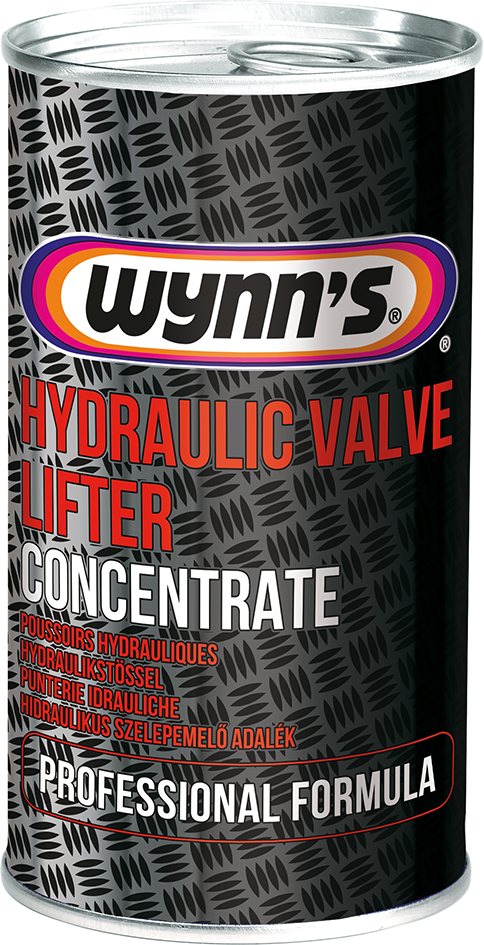 wynn's®
®
HYDRAULIC VALVE
LIFTER
CONCENTRATE
POUSSOIRS HYDRAULIQUES
HYDRAULIKSTÖSSEL
PUNTERIE IDRAULICHE
HIDRAULIKUS SZELEPEMELŐ ADALÉK
PROFESSIONAL FORMULA